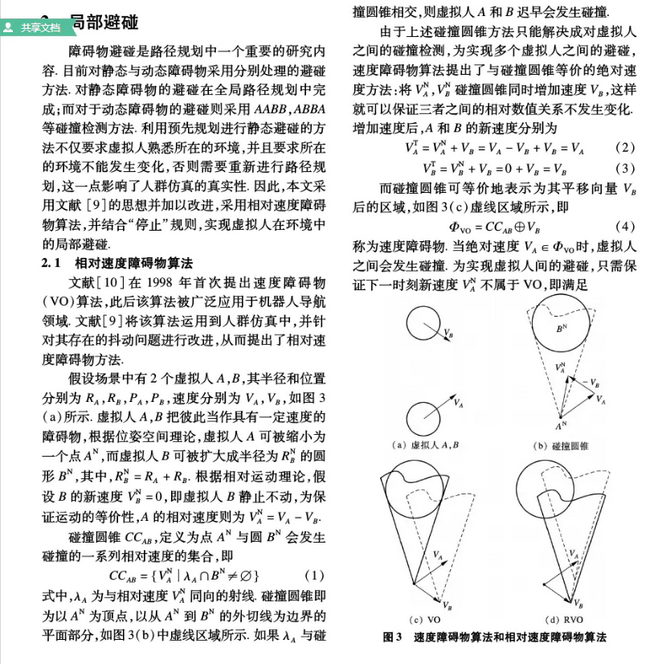 局部避碰
共享文档
障碍物避碰是路径规划中一个重要的研究内
容. 目前对静态与动态障碍物采用分别处理的避碰
方法. 对静态障碍物的避碰在全局路径规划中完
成;而对于动态障碍物的避碰则采用 AABB,ABBA
等碰撞检测方法. 利用预先规划进行静态避碰的方
法不仅要求虚拟人熟悉所在的环境,并且要求所在
的环境不能发生变化,否则需要重新进行路径规
划,这一点影响了人群仿真的真实性. 因此,本文采
用文献 [9]的思想并加以改进,采用相对速度障碍
物算法,并结合“停止”规则,实现虚拟人在环境中
的局部避碰.
2.1 相对速度障碍物算法
文献[10]在 1998 年首次提出速度障碍物
(VO)算法,此后该算法被广泛应用于机器人导航
领域. 文献[9]将该算法运用到人群仿真中,并针
对其存在的抖动问题进行改进,从而提出了相对速
度障碍物方法.
假设场景中有 2 个虚拟人 A,B,其半径和位置
分别为 R_A,R_B,P_A,P_B,速度分别为 V_A,V_B,如图 3
(a)所示. 虚拟人 A,B 把彼此当作具有一定速度的
障碍物,根据位姿空间理论,虚拟人 A 可被缩小为
一个点 A^N,而虚拟人 B 可被扩大成半径为 R_B^N 的圆
形 B^N,其中,R_B^N = R_A + R_B. 根据相对运动理论,假
设 B 的新速度 V_B^N = 0,即虚拟人 B 静止不动,为保
证运动的等价性,A 的相对速度则为 V_A^N = V_A - V_B.
碰撞圆锥 CC_AB,定义为点 A^N 与圆 B^N 会发生
碰撞的一系列相对速度的集合,即
CC_AB = {V_A^N | λ_A∩B^N≠∅} (1)
式中,λ_A 为与相对速度 V_A^N 同向的射线. 碰撞圆锥即
为以 A^N 为顶点,以从 A^N 到 B^N 的外切线为边界的
平面部分,如图3(b)中虚线区域所示. 如果 λ_A 与碰
撞圆锥相交,则虚拟人 A 和 B 迟早会发生碰撞.
由于上述碰撞圆锥方法只能解决成对虚拟人
之间的碰撞检测,为实现多个虚拟人之间的避碰,
速度障碍物算法提出了与碰撞圆锥等价的绝对速
度方法:将 V_A^N,V_B^N 碰撞圆锥同时增加速度 V_B,这样
就可以保证三者之间的相对数值关系不发生变化.
增加速度后,A 和 B 的新速度分别为
V_A^T = V_A^N + V_B = V_A - V_B + V_B = V_A (2)
V_B^T = V_B^N + V_B = 0 + V_B = V_B (3)
而碰撞圆锥可等价地表示为其平移向量 V_B
后的区域,如图 3(c)虚线区域所示,即
Φ_VO = CC_AB⊕V_B (4)
称为速度障碍物. 当绝对速度 V_A ∈ Φ_VO时,虚拟人
之间会发生碰撞. 为实现虚拟人间的避碰,只需保
证下一时刻新速度 V_A^N 不属于 VO,即满足
V_B
V_A
(a) 虚拟人 A,B
B^N
V_A^N
-V_B
V_A
A^N
(b) 碰撞圆锥
V_A
V_B
(c) VO
V_A
V_B
(d) RVO
图 3 速度障碍物算法和相对速度障碍物算法